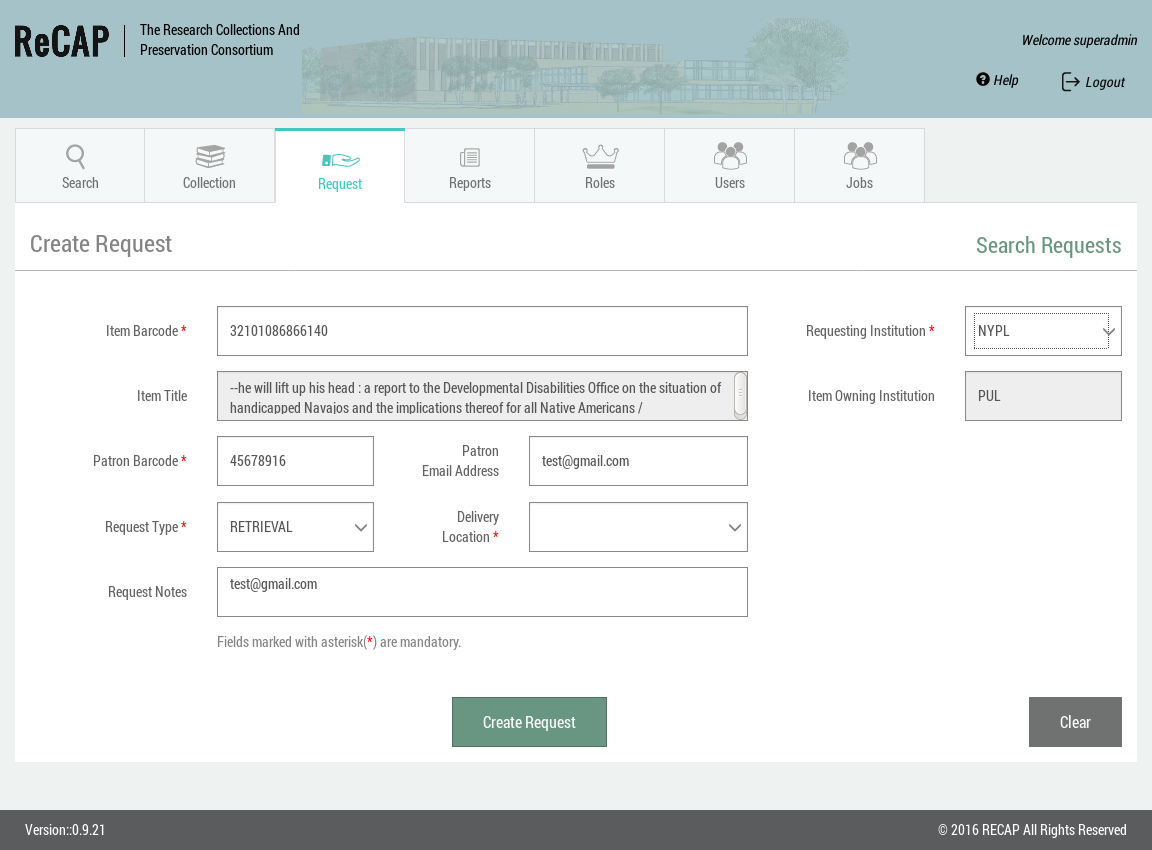 ReCAP
The Research Collections And
Preservation Consortium
Welcome superadmin
Help
Logout
Search
Collection
Request
Reports
Roles
Users
Jobs
Create Request
Search Requests
Item Barcode *
32101086866140
Requesting Institution *
NYPL
Item Title
--he will lift up his head : a report to the Developmental Disabilities Office on the situation of
handicapped Navajos and the implications thereof for all Native Americans /
Item Owning Institution
PUL
Patron Barcode *
45678916
Patron
Email Address
test@gmail.com
Request Type *
RETRIEVAL
Delivery
Location *
Request Notes
test@gmail.com
Fields marked with asterisk(*) are mandatory.
Create Request
Clear
Version::0.9.21
© 2016 RECAP All Rights Reserved